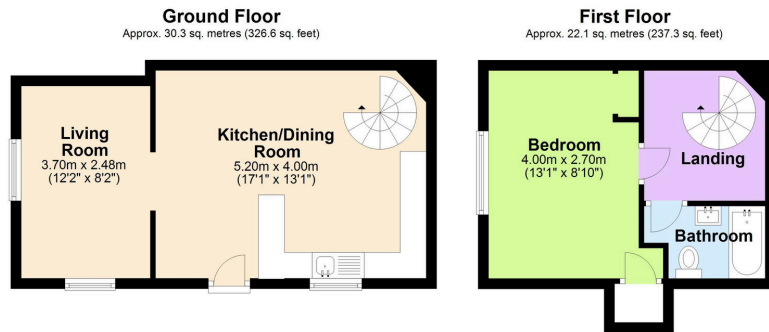 Ground Floor
Approx. 30.3 sq. metres (326.6 sq. feet)
Living
Room
3.70m x 2.48m
(12'2" x 8'2")
Kitchen/Dining
Room
5.20m x 4.00m
(17'1" x 13'1")
First Floor
Approx. 22.1 sq. metres (237.3 sq. feet)
Bedroom
4.00m x 2.70m
(13'1" x 8'10")
Landing
Bathroom